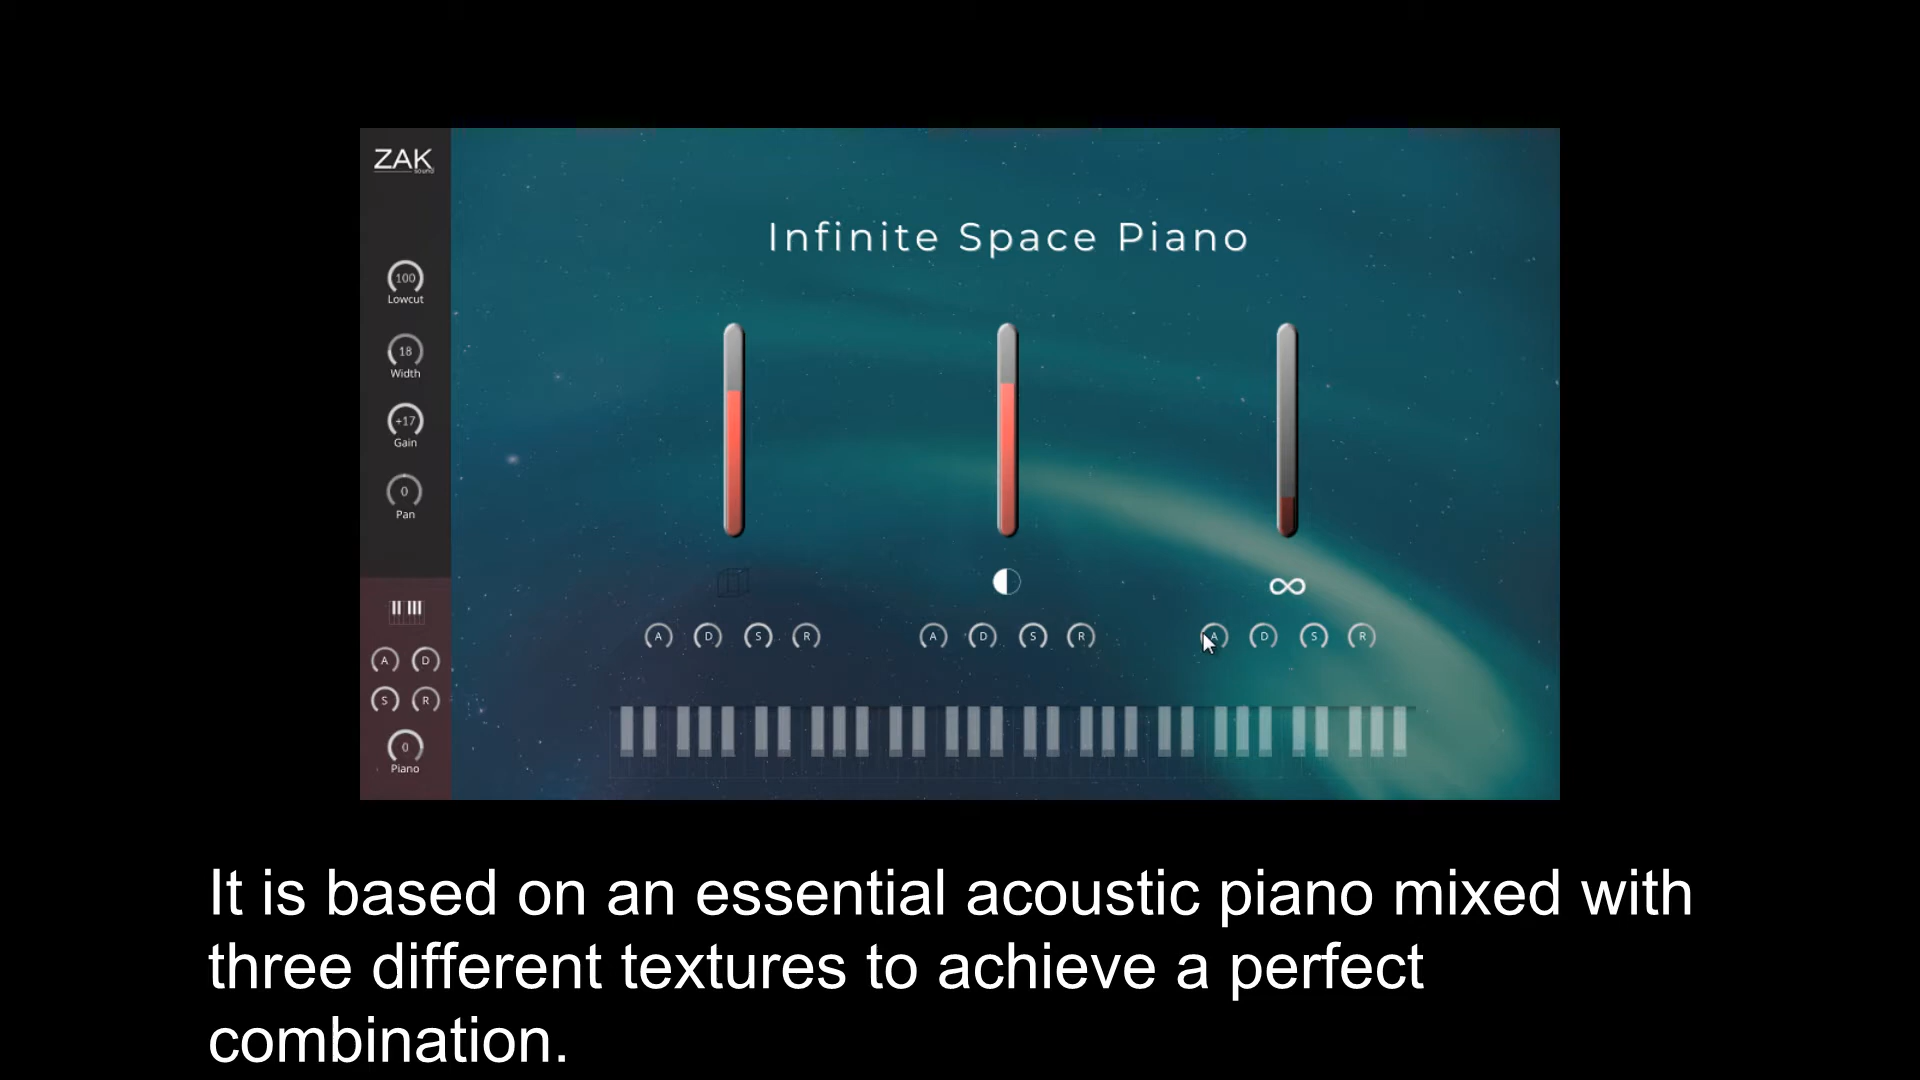 ZAK
sound
Infinite Space Piano
100
Lowcut
18
Width
+17
Gain
0
Pan
A D S R A D S R A D S R
A D
S R
0
Piano
It is based on an essential acoustic piano mixed with
three different textures to achieve a perfect
combination.